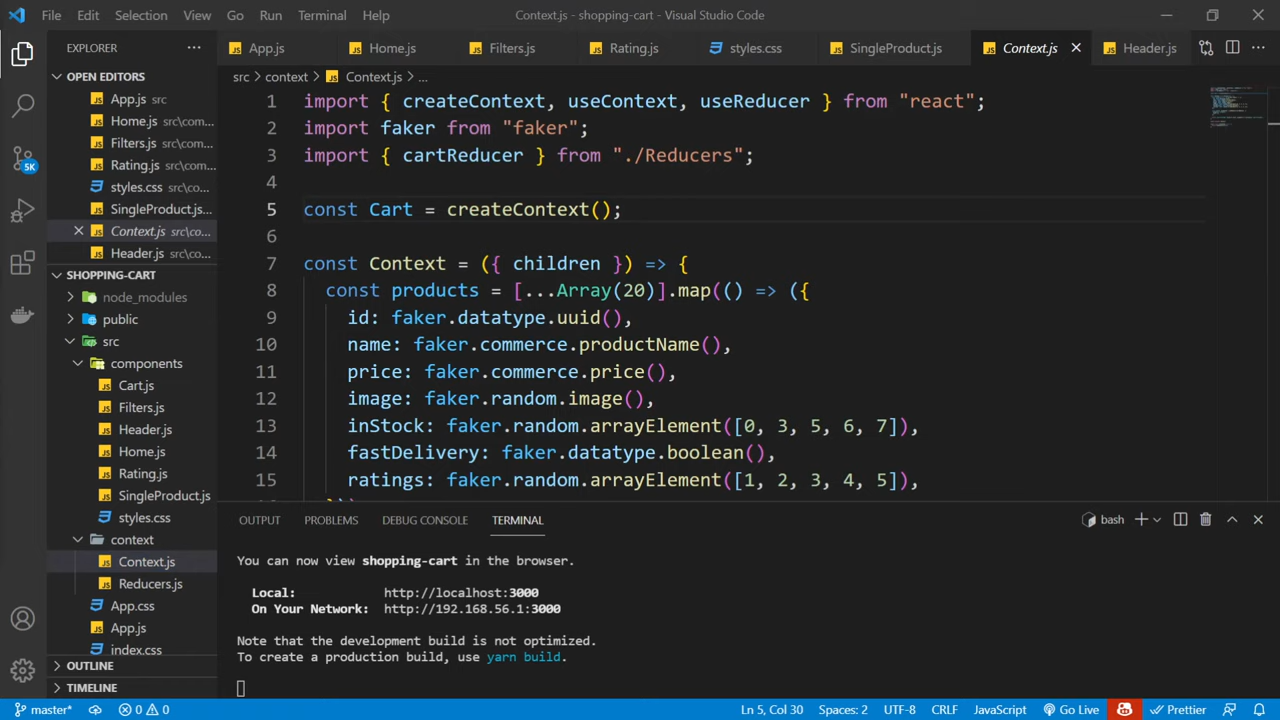 File Edit Selection View Go Run Terminal Help Context.js - shopping-cart - Visual Studio Code
EXPLORER
App.js Home.js Filters.js Rating.js styles.css SingleProduct.js Context.js Header.js
OPEN EDITORS
App.js src
Home.js src\com...
Filters.js src\com...
Rating.js src\com...
styles.css src\co...
SingleProduct.js...
Context.js src\co...
Header.js src\co...
SHOPPING-CART
node_modules
public
src
components
Cart.js
Filters.js
Header.js
Home.js
Rating.js
SingleProduct.js
styles.css
context
Context.js
Reducers.js
App.css
App.js
index.css
OUTLINE
TIMELINE
5K
src > context > Context.js > ...
1 import { createContext, useContext, useReducer } from "react";
2 import faker from "faker";
3 import { cartReducer } from "./Reducers";
4
5 const Cart = createContext();
6
7 const Context = ({ children }) => {
8 const products = [...Array(20)].map(() => ({
9 id: faker.datatype.uuid(),
10 name: faker.commerce.productName(),
11 price: faker.commerce.price(),
12 image: faker.random.image(),
13 inStock: faker.random.arrayElement([0, 3, 5, 6, 7]),
14 fastDelivery: faker.datatype.boolean(),
15 ratings: faker.random.arrayElement([1, 2, 3, 4, 5]),
OUTPUT PROBLEMS DEBUG CONSOLE TERMINAL bash
You can now view shopping-cart in the browser.
Local: http://localhost:3000
On Your Network: http://192.168.56.1:3000
Note that the development build is not optimized.
To create a production build, use yarn build.
master* 0 0 Ln 5, Col 30 Spaces: 2 UTF-8 CRLF JavaScript Go Live Prettier